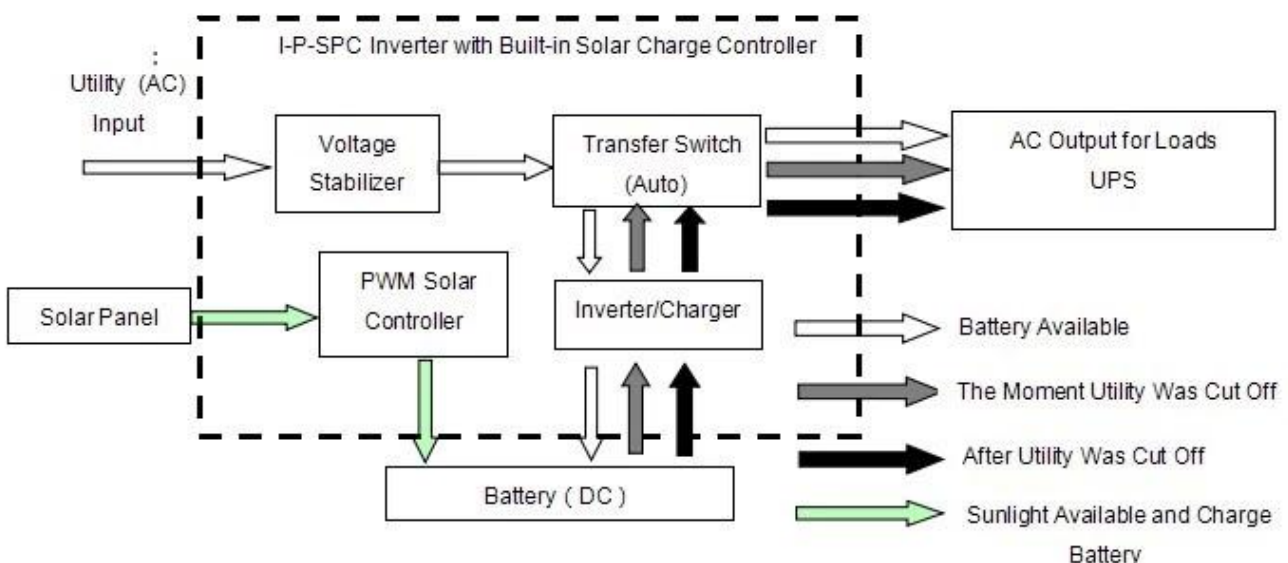 I-P-SPC Inverter with Built-in Solar Charge Controller
:
Utility (AC)
Input
Voltage
Stabilizer
Transfer Switch
(Auto)
AC Output for Loads
UPS
Solar Panel
PWM Solar
Controller
Inverter/Charger
Battery ( DC )
Battery Available
The Moment Utility Was Cut Off
After Utility Was Cut Off
Sunlight Available and Charge
Battery